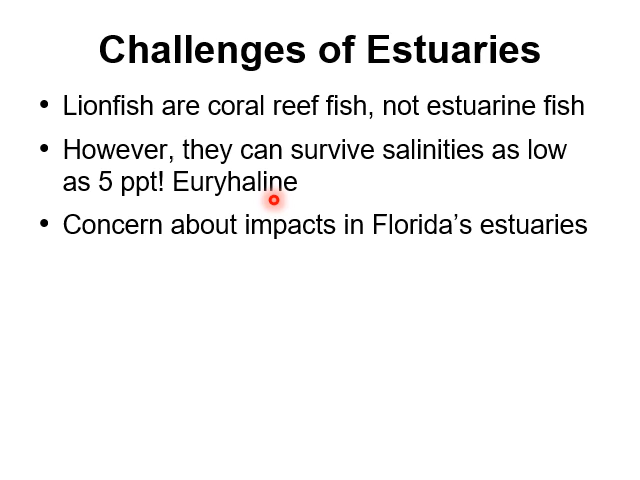 Challenges of Estuaries
• Lionfish are coral reef fish, not estuarine fish
• However, they can survive salinities as low
as 5 ppt! Euryhaline
• Concern about impacts in Florida’s estuaries